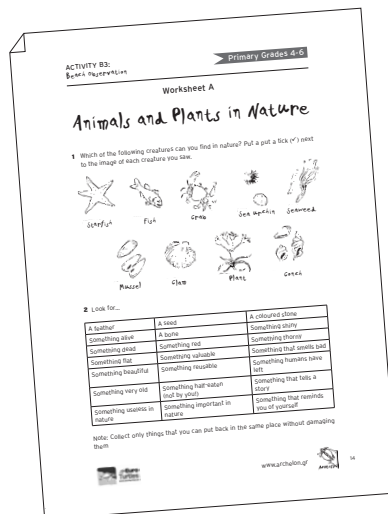 ACTIVITY B3:
Beach observation
Primary Grades 4-6
Worksheet A
Animals and Plants in Nature
1 Which of the following creatures can you find in nature? Put a put a tick (✓) next
to the image of each creature you saw.
Starfish Fish Crab Sea urchin Seaweed
Mussel Clam Plant Conch
2 Look for...
A feather A seed A coloured stone
Something alive A bone Something shiny
Something dead Something red Something thorny
Something flat Something valuable Something that smells bad
Something beautiful Something reusable Something humans have
left
Something very old Something half-eaten
(not by you!) Something that tells a
story
Something useless in
nature Something important in
nature Something that reminds
you of yourself
Note: Collect only things that you can put back in the same place without damaging
them
www.archelon.gr